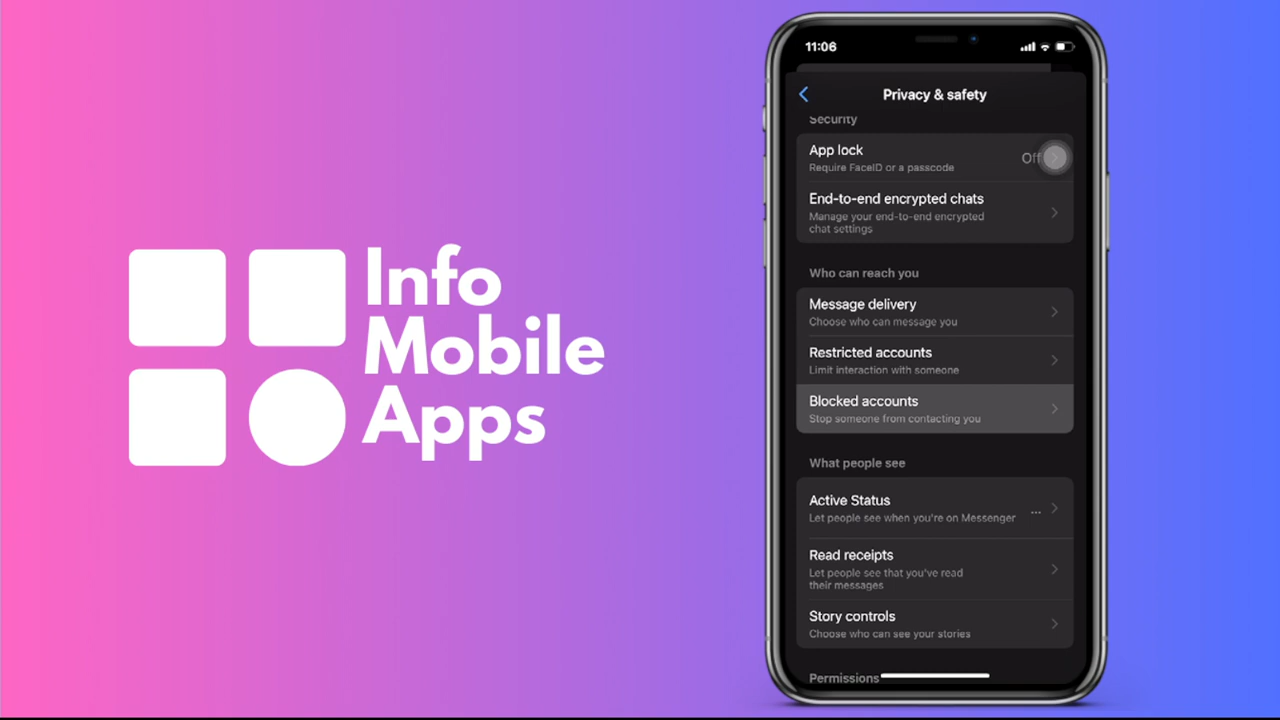 Info
Mobile
Apps
11:06
Privacy & safety
Security
App lock
Off
Require FaceID or a passcode
End-to-end encrypted chats
Manage your end-to-end encrypted
chat settings
Who can reach you
Message delivery
Choose who can message you
Restricted accounts
Limit interaction with someone
Blocked accounts
Stop someone from contacting you
What people see
Active Status
Let people see when you're on Messenger
...
Read receipts
Let people see that you've read
their messages
Story controls
Choose who can see your stories
Permissions